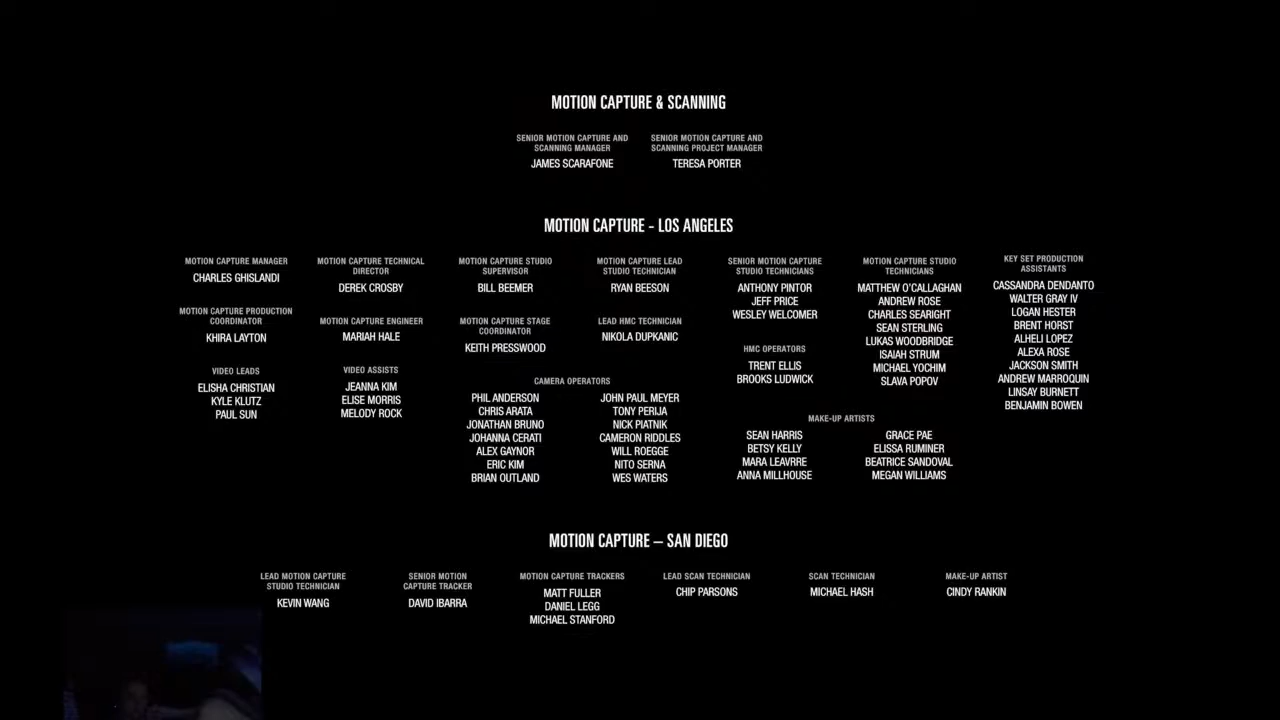 MOTION CAPTURE & SCANNING
SENIOR MOTION CAPTURE AND
SCANNING MANAGER
JAMES SCARAFONE
SENIOR MOTION CAPTURE AND
SCANNING PROJECT MANAGER
TERESA PORTER
MOTION CAPTURE - LOS ANGELES
MOTION CAPTURE MANAGER
CHARLES GHISLANDI
MOTION CAPTURE PRODUCTION
COORDINATOR
KHIRA LAYTON
VIDEO LEADS
ELISHA CHRISTIAN
KYLE KLUTZ
PAUL SUN
MOTION CAPTURE TECHNICAL
DIRECTOR
DEREK CROSBY
MOTION CAPTURE ENGINEER
MARIAH HALE
VIDEO ASSISTS
JEANNA KIM
ELISE MORRIS
MELODY ROCK
MOTION CAPTURE STUDIO
SUPERVISOR
BILL BEEMER
MOTION CAPTURE STAGE
COORDINATOR
KEITH PRESSWOOD
MOTION CAPTURE LEAD
STUDIO TECHNICIAN
RYAN BEESON
LEAD HMC TECHNICIAN
NIKOLA DUPKANIC
CAMERA OPERATORS
PHIL ANDERSON
CHRIS ARATA
JONATHAN BRUNO
JOHANNA CERATI
ALEX GAYNOR
ERIC KIM
BRIAN OUTLAND
JOHN PAUL MEYER
TONY PERIJA
NICK PIATNIK
CAMERON RIDDLES
WILL ROEGGE
NITO SERNA
WES WATERS
SENIOR MOTION CAPTURE
STUDIO TECHNICIANS
ANTHONY PINTOR
JEFF PRICE
WESLEY WELCOMER
HMC OPERATORS
TRENT ELLIS
BROOKS LUDWICK
MOTION CAPTURE STUDIO
TECHNICIANS
MATTHEW O'CALLAGHAN
ANDREW ROSE
CHARLES SEARIGHT
SEAN STERLING
LUKAS WOODBRIDGE
ISAIAH STRUM
MICHAEL YOCHIM
SLAVA POPOV
MAKE-UP ARTISTS
SEAN HARRIS
BETSY KELLY
MARA LEAVRRE
ANNA MILLHOUSE
GRACE PAE
ELISSA RUMINER
BEATRICE SANDOVAL
MEGAN WILLIAMS
KEY SET PRODUCTION
ASSISTANTS
CASSANDRA DENDANTO
WALTER GRAY IV
LOGAN HESTER
BRENT HORST
ALHELI LOPEZ
ALEXA ROSE
JACKSON SMITH
ANDREW MARROQUIN
LINSAY BURNETT
BENJAMIN BOWEN
MOTION CAPTURE – SAN DIEGO
LEAD MOTION CAPTURE
STUDIO TECHNICIAN
KEVIN WANG
SENIOR MOTION
CAPTURE TRACKER
DAVID IBARRA
MOTION CAPTURE TRACKERS
MATT FULLER
DANIEL LEGG
MICHAEL STANFORD
LEAD SCAN TECHNICIAN
CHIP PARSONS
SCAN TECHNICIAN
MICHAEL HASH
MAKE-UP ARTIST
CINDY RANKIN